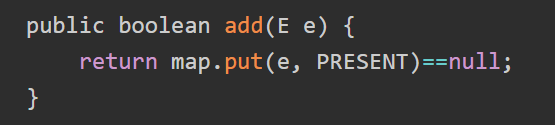 public boolean add(E e) {
    return map.put(e, PRESENT)==null;
}